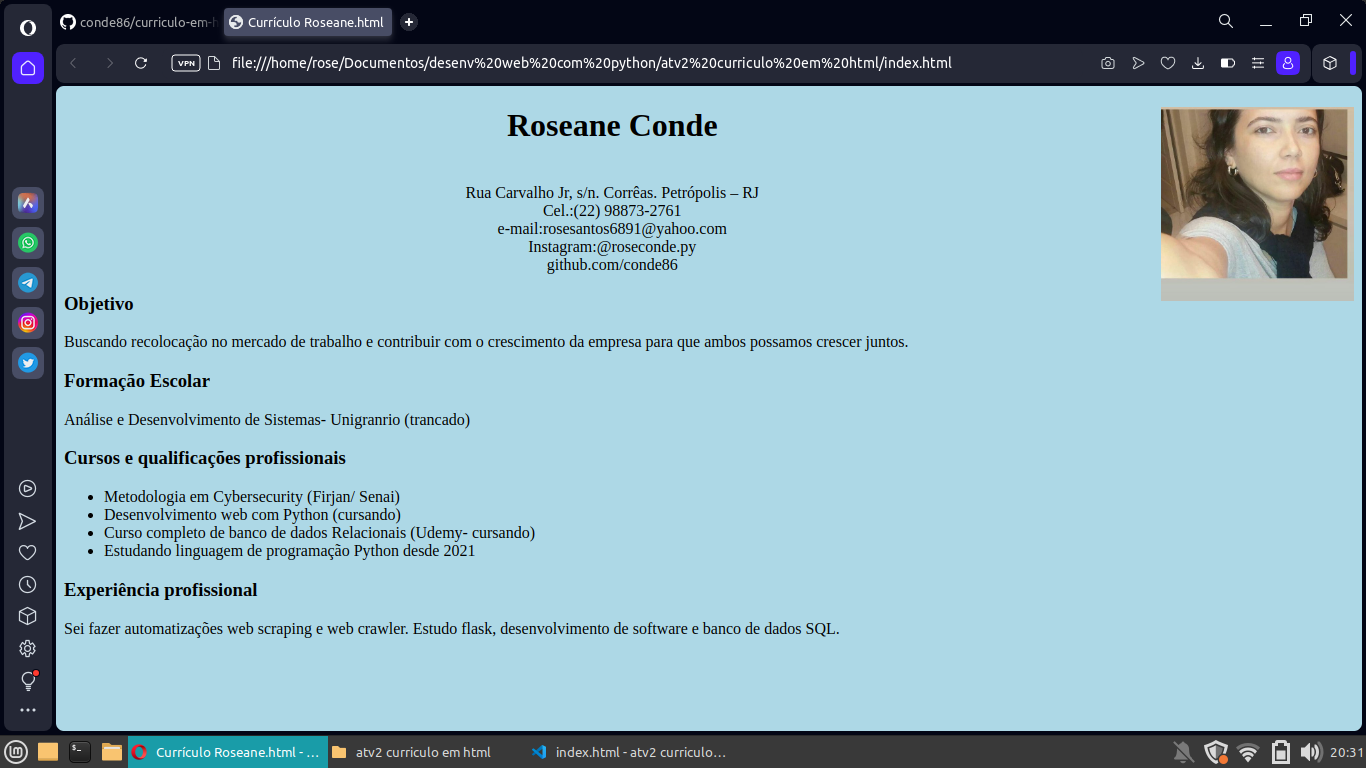 conde86/curriculo-em-h
Currículo Roseane.html
VPN
file:///home/rose/Documentos/desenv%20web%20com%20python/atv2%20curriculo%20em%20html/index.html
Roseane Conde
Rua Carvalho Jr, s/n. Corrêas. Petrópolis – RJ
Cel.:(22) 98873-2761
e-mail:rosesantos6891@yahoo.com
Instagram:@roseconde.py
github.com/conde86
Objetivo
Buscando recolocação no mercado de trabalho e contribuir com o crescimento da empresa para que ambos possamos crescer juntos.
Formação Escolar
Análise e Desenvolvimento de Sistemas- Unigranrio (trancado)
Cursos e qualificações profissionais
• Metodologia em Cybersecurity (Firjan/ Senai)
• Desenvolvimento web com Python (cursando)
• Curso completo de banco de dados Relacionais (Udemy- cursando)
• Estudando linguagem de programação Python desde 2021
Experiência profissional
Sei fazer automatizações web scraping e web crawler. Estudo flask, desenvolvimento de software e banco de dados SQL.
Currículo Roseane.html - ...
atv2 curriculo em html
index.html - atv2 curriculo...
20:31